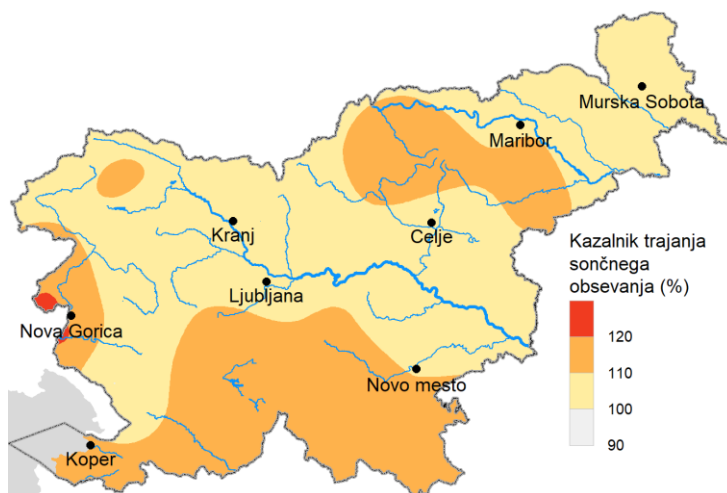 Murska Sobota
Maribor
Kranj
Celje
Ljubljana
Nova Gorica
Novo mesto
Koper
Kazalnik trajanja
sončnega
obsevanja (%)
120
110
100
90